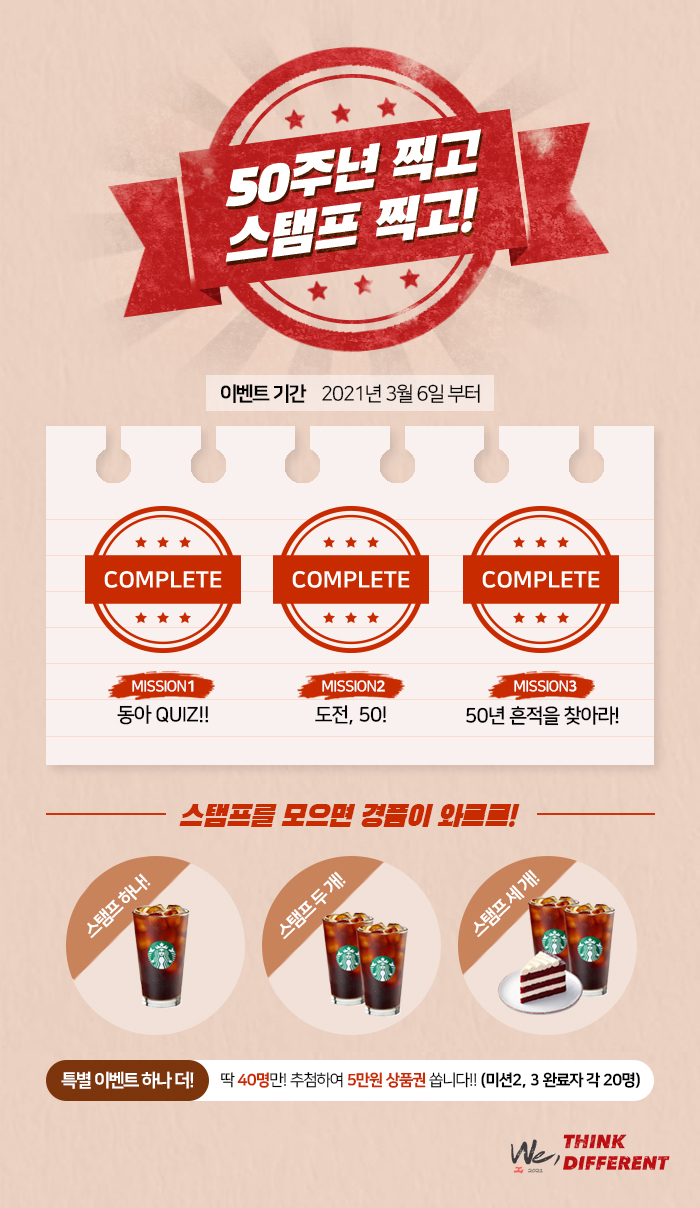 50주년 찍고
스탬프 찍고!
이벤트 기간 2021년 3월 6일 부터
COMPLETE COMPLETE COMPLETE
MISSION1 MISSION2 MISSION3
동아 QUIZ!! 도전, 50! 50년 흔적을 찾아라!
스탬프를 모으면 경품이 와르르!
스탬프 하나! 스탬프 두 개! 스탬프 세 개!
특별 이벤트 하나 더! 딱 40명만! 추첨하여 5만원 상품권 쏩니다!! (미션2, 3 완료자 각 20명)
We, THINK
2021 DIFFERENT